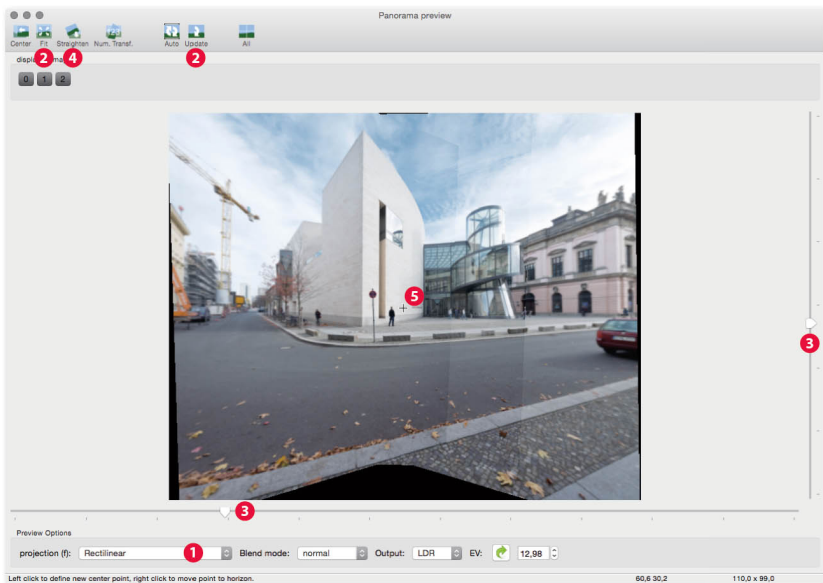 Panorama preview
Center Fit Straighten Num. Transf. Auto Update All
2 4 2
0 1 2
5
3
3
Preview Options
projection (f): Rectilinear 1 Blend mode: normal Output: LDR EV: 12,98
Left click to define new center point, right click to move point to horizon. 60,6 30,2 110,0 x 99,0